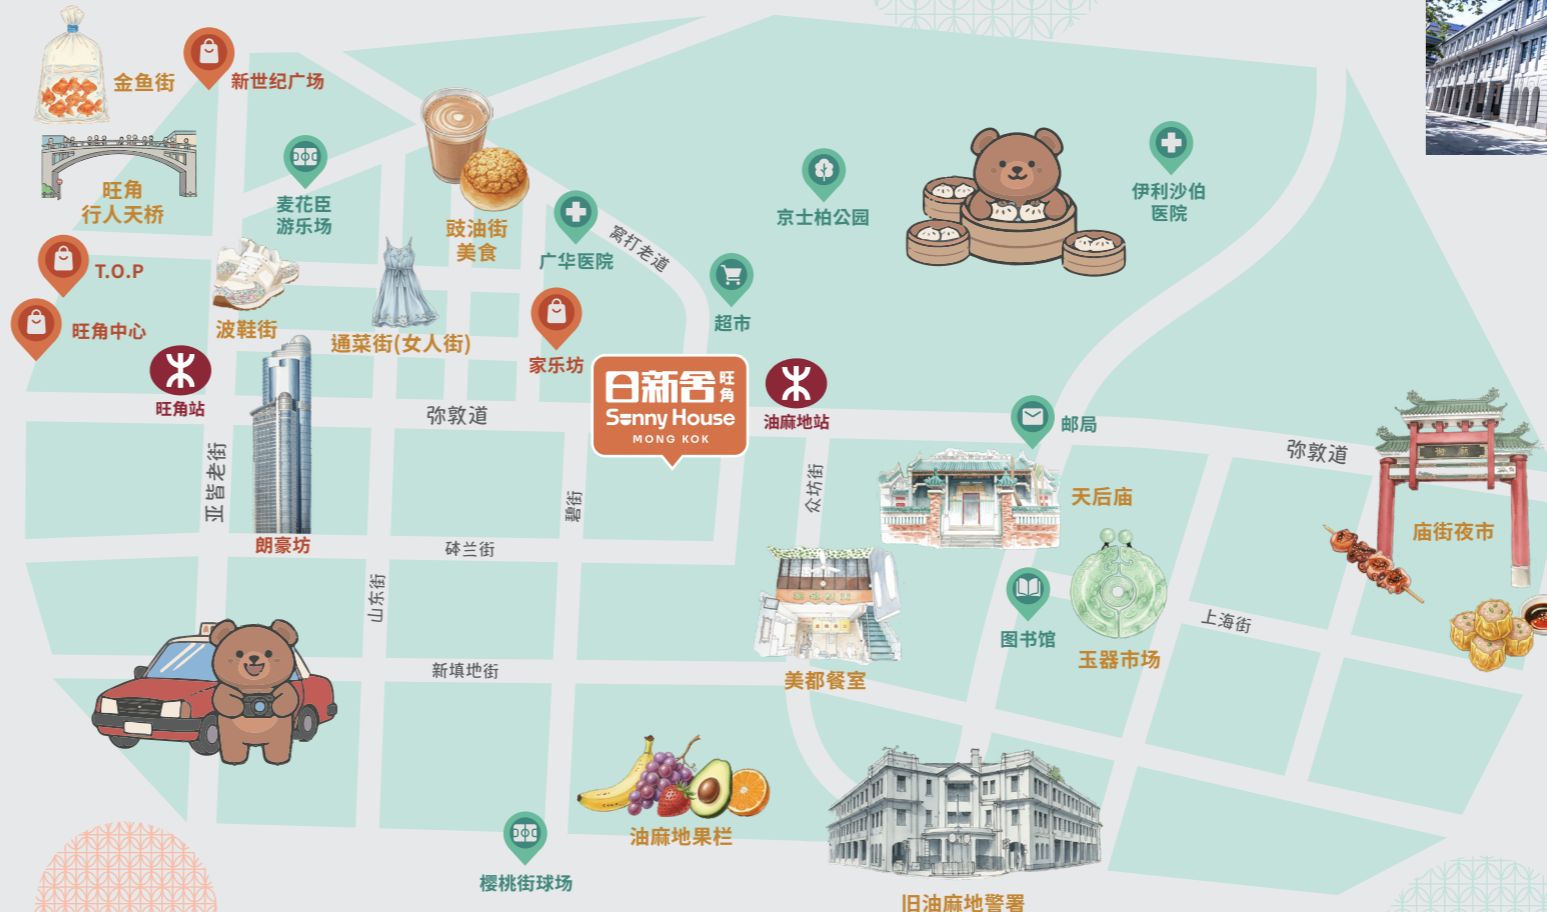 金鱼街
新世纪广场
旺角
行人天桥
麦花臣
游乐场
豉油街
美食
广华医院
窝打老道
京士柏公园
伊利沙伯
医院
T.O.P
旺角中心
波鞋街
通菜街(女人街)
家乐坊
超市
旺角站
弥敦道
日新舍 旺角
Sunny House
MONG KOK
油麻地站
邮局
弥敦道
亚皆老街
朗豪坊
碧街
众坊街
天后庙
庙街夜市
砵兰街
山东街
图书馆
玉器市场
上海街
新填地街
美都餐室
油麻地果栏
樱桃街球场
旧油麻地警署